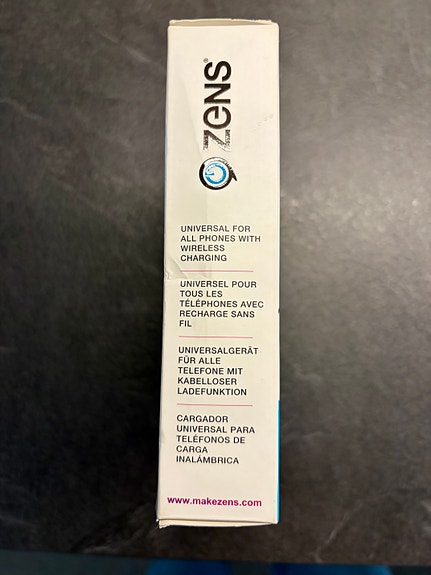 ZENS®
UNIVERSAL FOR
ALL PHONES WITH
WIRELESS
CHARGING
UNIVERSEL POUR
TOUS LES
TÉLÉPHONES AVEC
RECHARGE SANS
FIL
UNIVERSALGERÄT
FÜR ALLE
TELEFONE MIT
KABELLOSER
LADEFUNKTION
CARGADOR
UNIVERSAL PARA
TELÉFONOS DE
CARGA
INALÁMBRICA
www.makezens.com